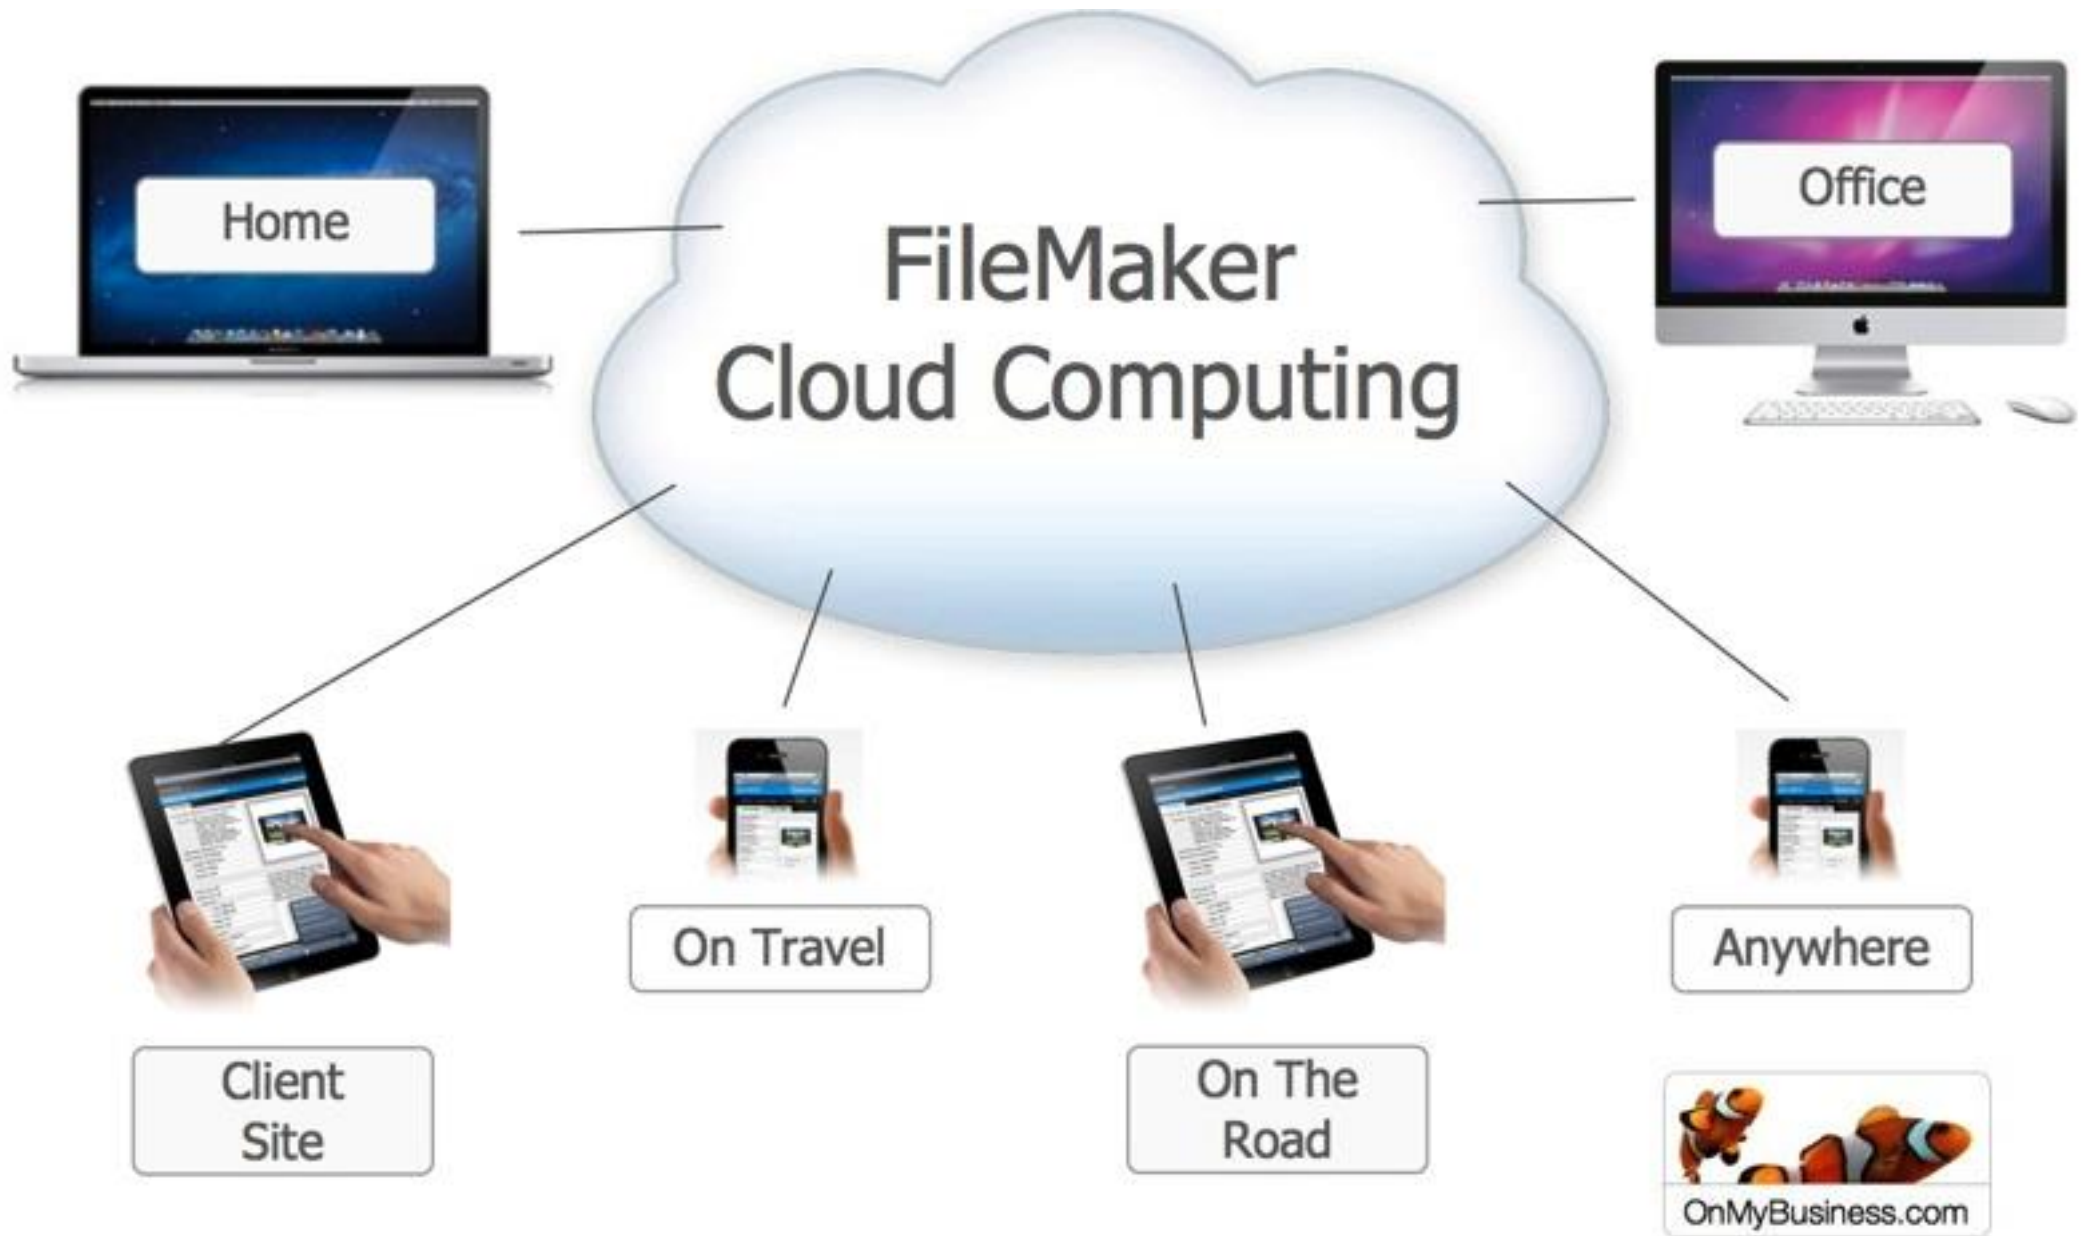 Home
Office
FileMaker
Cloud Computing
On Travel
Anywhere
Client
Site
On The
Road
OnMyBusiness.com